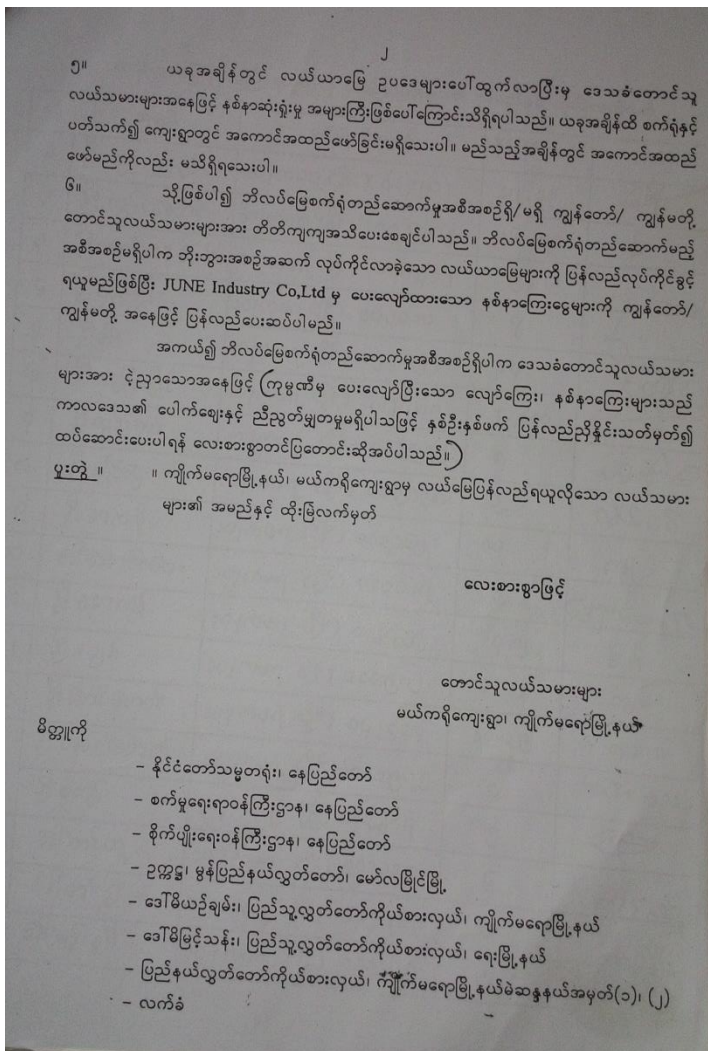 ၂
၅။ ယခုအချိန်တွင် လယ်ယာမြေ ဥပဒေများပေါ်ထွက်လာပြီးမှ ဒေသခံတောင်သူ
လယ်သမားများအနေဖြင့် နစ်နာဆုံးရှုံးမှု အများကြီးဖြစ်ပေါ်ကြောင်းသိရှိရပါသည်။ ယခုအချိန်ထိ စက်ရုံနှင့်
ပတ်သက်၍ ကျေးရွာတွင် အကောင်အထည်ဖော်ခြင်းမရှိသေးပါ။ မည်သည့်အချိန်တွင် အကောင်အထည်
ဖော်မည်ကိုလည်း မသိရှိရသေးပါ။
၆။ သို့ဖြစ်ပါ၍ ဘိလပ်မြေစက်ရုံတည်ဆောက်မှုအစီအစဉ်ရှိ/မရှိ ကျွန်တော်/ ကျွန်မတို့
တောင်သူလယ်သမားများအား တိတိကျကျအသိပေးစေချင်ပါသည်။ ဘိလပ်မြေစက်ရုံတည်ဆောက်မည့်
အစီအစဉ်မရှိပါက ဘိုးဘွားအစဉ်အဆက် လုပ်ကိုင်လာခဲ့သော လယ်ယာမြေများကို ပြန်လည်လုပ်ကိုင်ခွင့်
ရယူမည်ဖြစ်ပြီး JUNE Industry Co,Ltd မှ ပေးလျော်ထားသော နစ်နာကြေးငွေများကို ကျွန်တော်/
ကျွန်မတို့ အနေဖြင့် ပြန်လည်ပေးဆပ်ပါမည်။
အကယ်၍ ဘိလပ်မြေစက်ရုံတည်ဆောက်မှုအစီအစဉ်ရှိပါက ဒေသခံတောင်သူလယ်သမား
များအား ငဲ့ညှာသောအနေဖြင့် (ကုမ္ပဏီမှ ပေးလျော်ပြီးသော လျော်ကြေး၊ နစ်နာကြေးများသည်
ကာလဒေသ၏ ပေါက်ဈေးနှင့် ညီညွတ်မျှတမှုမရှိပါသဖြင့် နှစ်ဦးနှစ်ဖက် ပြန်လည်ညှိနှိုင်းသတ်မှတ်၍
ထပ်ဆောင်းပေးပါရန် လေးစားစွာတင်ပြတောင်းဆိုအပ်ပါသည်။)
ပူးတွဲ ။ ။ ကျိုက်မရောမြို့နယ်၊ မယ်ကရိုကျေးရွာမှ လယ်မြေပြန်လည်ရယူလိုသော လယ်သမား
များ၏ အမည်နှင့် ထိုးမြဲလက်မှတ်
လေးစားစွာဖြင့်
တောင်သူလယ်သမားများ
မယ်ကရိုကျေးရွာ၊ ကျိုက်မရောမြို့နယ်
မိတ္တူကို
– နိုင်ငံတော်သမ္မတရုံး၊ နေပြည်တော်
– စက်မှုရေးရာဝန်ကြီးဌာန၊ နေပြည်တော်
– စိုက်ပျိုးရေးဝန်ကြီးဌာန၊ နေပြည်တော်
– ဥက္ကဋ္ဌ၊ မွန်ပြည်နယ်လွှတ်တော်၊ မော်လမြိုင်မြို့
– ဒေါ်မိယဉ်ချမ်း၊ ပြည်သူ့လွှတ်တော်ကိုယ်စားလှယ်၊ ကျိုက်မရောမြို့နယ်
– ဒေါ်မိမြင့်သန်း၊ ပြည်သူ့လွှတ်တော်ကိုယ်စားလှယ်၊ ရေးမြို့နယ်
– ပြည်နယ်လွှတ်တော်ကိုယ်စားလှယ်၊ ကျိုက်မရောမြို့နယ်မဲဆန္ဒနယ်အမှတ်(၁)၊ (၂)
– လက်ခံ